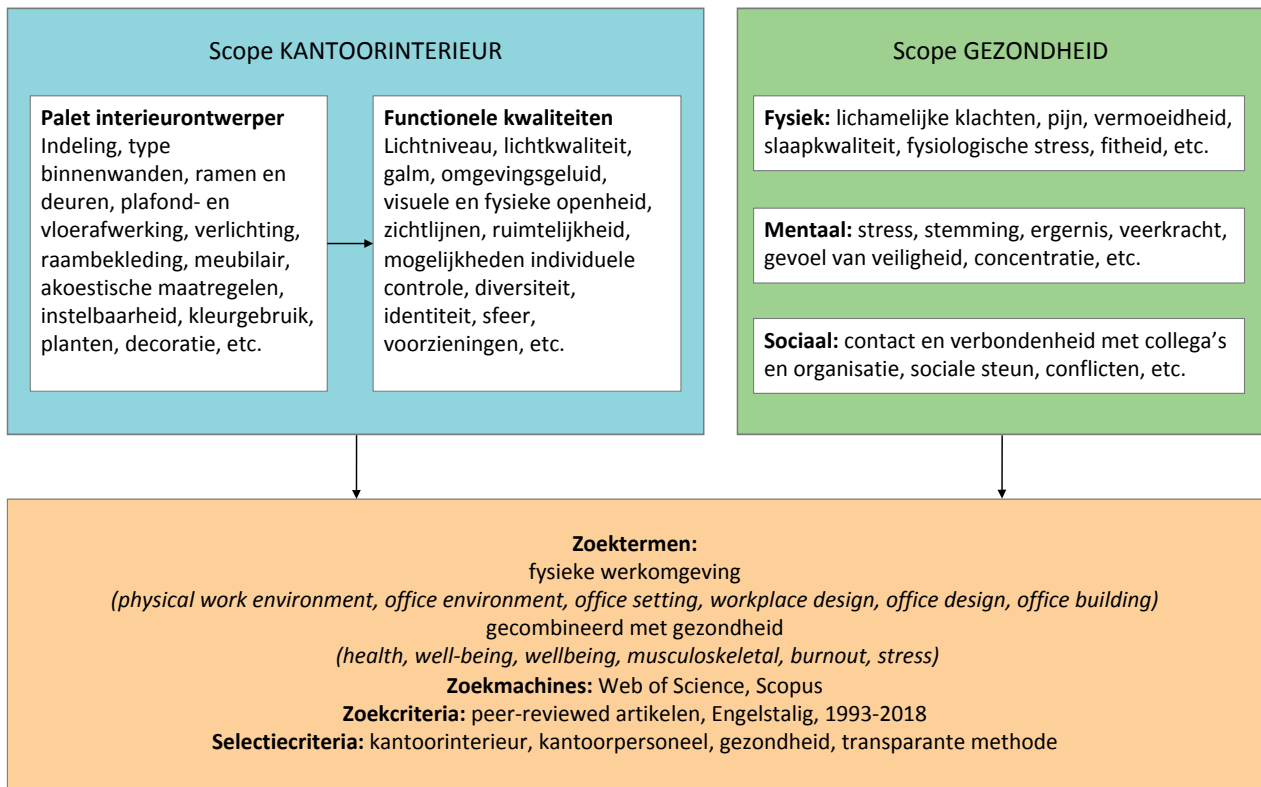 Scope KANTOORINTERIEUR
Palet interieurontwerper
Indeling, type
binnenwanden, ramen en
deuren, plafond- en
vloerafwerking, verlichting,
raambekleding, meubilair,
akoestische maatregelen,
instelbaarheid, kleurgebruik,
planten, decoratie, etc.
Functionele kwaliteiten
Lichtniveau, lichtkwaliteit,
galm, omgevingsgeluid,
visuele en fysieke openheid,
zichtlijnen, ruimtelijkheid,
mogelijkheden individuele
controle, diversiteit,
identiteit, sfeer,
voorzieningen, etc.
Scope GEZONDHEID
Fysiek: lichamelijke klachten, pijn, vermoeidheid,
slaapkwaliteit, fysiologische stress, fitheid, etc.
Mentaal: stress, stemming, ergernis, veerkracht,
gevoel van veiligheid, concentratie, etc.
Sociaal: contact en verbondenheid met collega's
en organisatie, sociale steun, conflicten, etc.
Zoektermen:
fysieke werkomgeving
(physical work environment, office environment, office setting, workplace design, office design, office building)
gecombineerd met gezondheid
(health, well-being, wellbeing, musculoskeletal, burnout, stress)
Zoekmachines: Web of Science, Scopus
Zoekcriteria: peer-reviewed artikelen, Engelstalig, 1993-2018
Selectiecriteria: kantoorinterieur, kantoorpersoneel, gezondheid, transparante methode